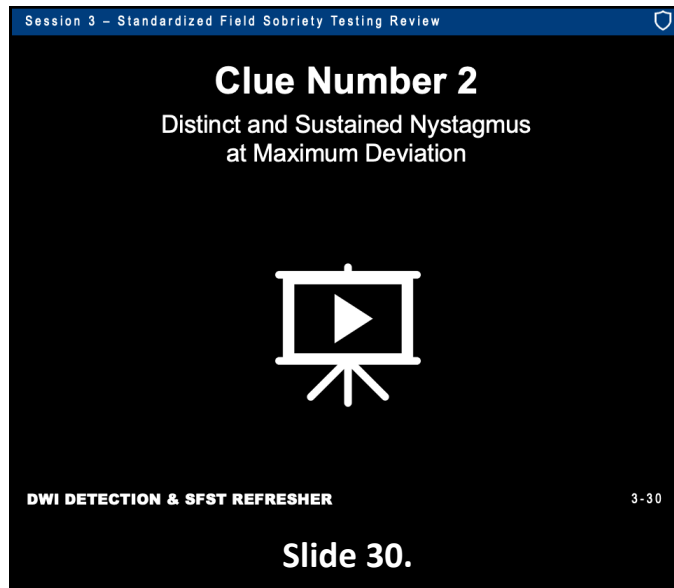 Session 3 – Standardized Field Sobriety Testing Review
Clue Number 2
Distinct and Sustained Nystagmus
at Maximum Deviation
DWI DETECTION & SFST REFRESHER
3-30
Slide 30.